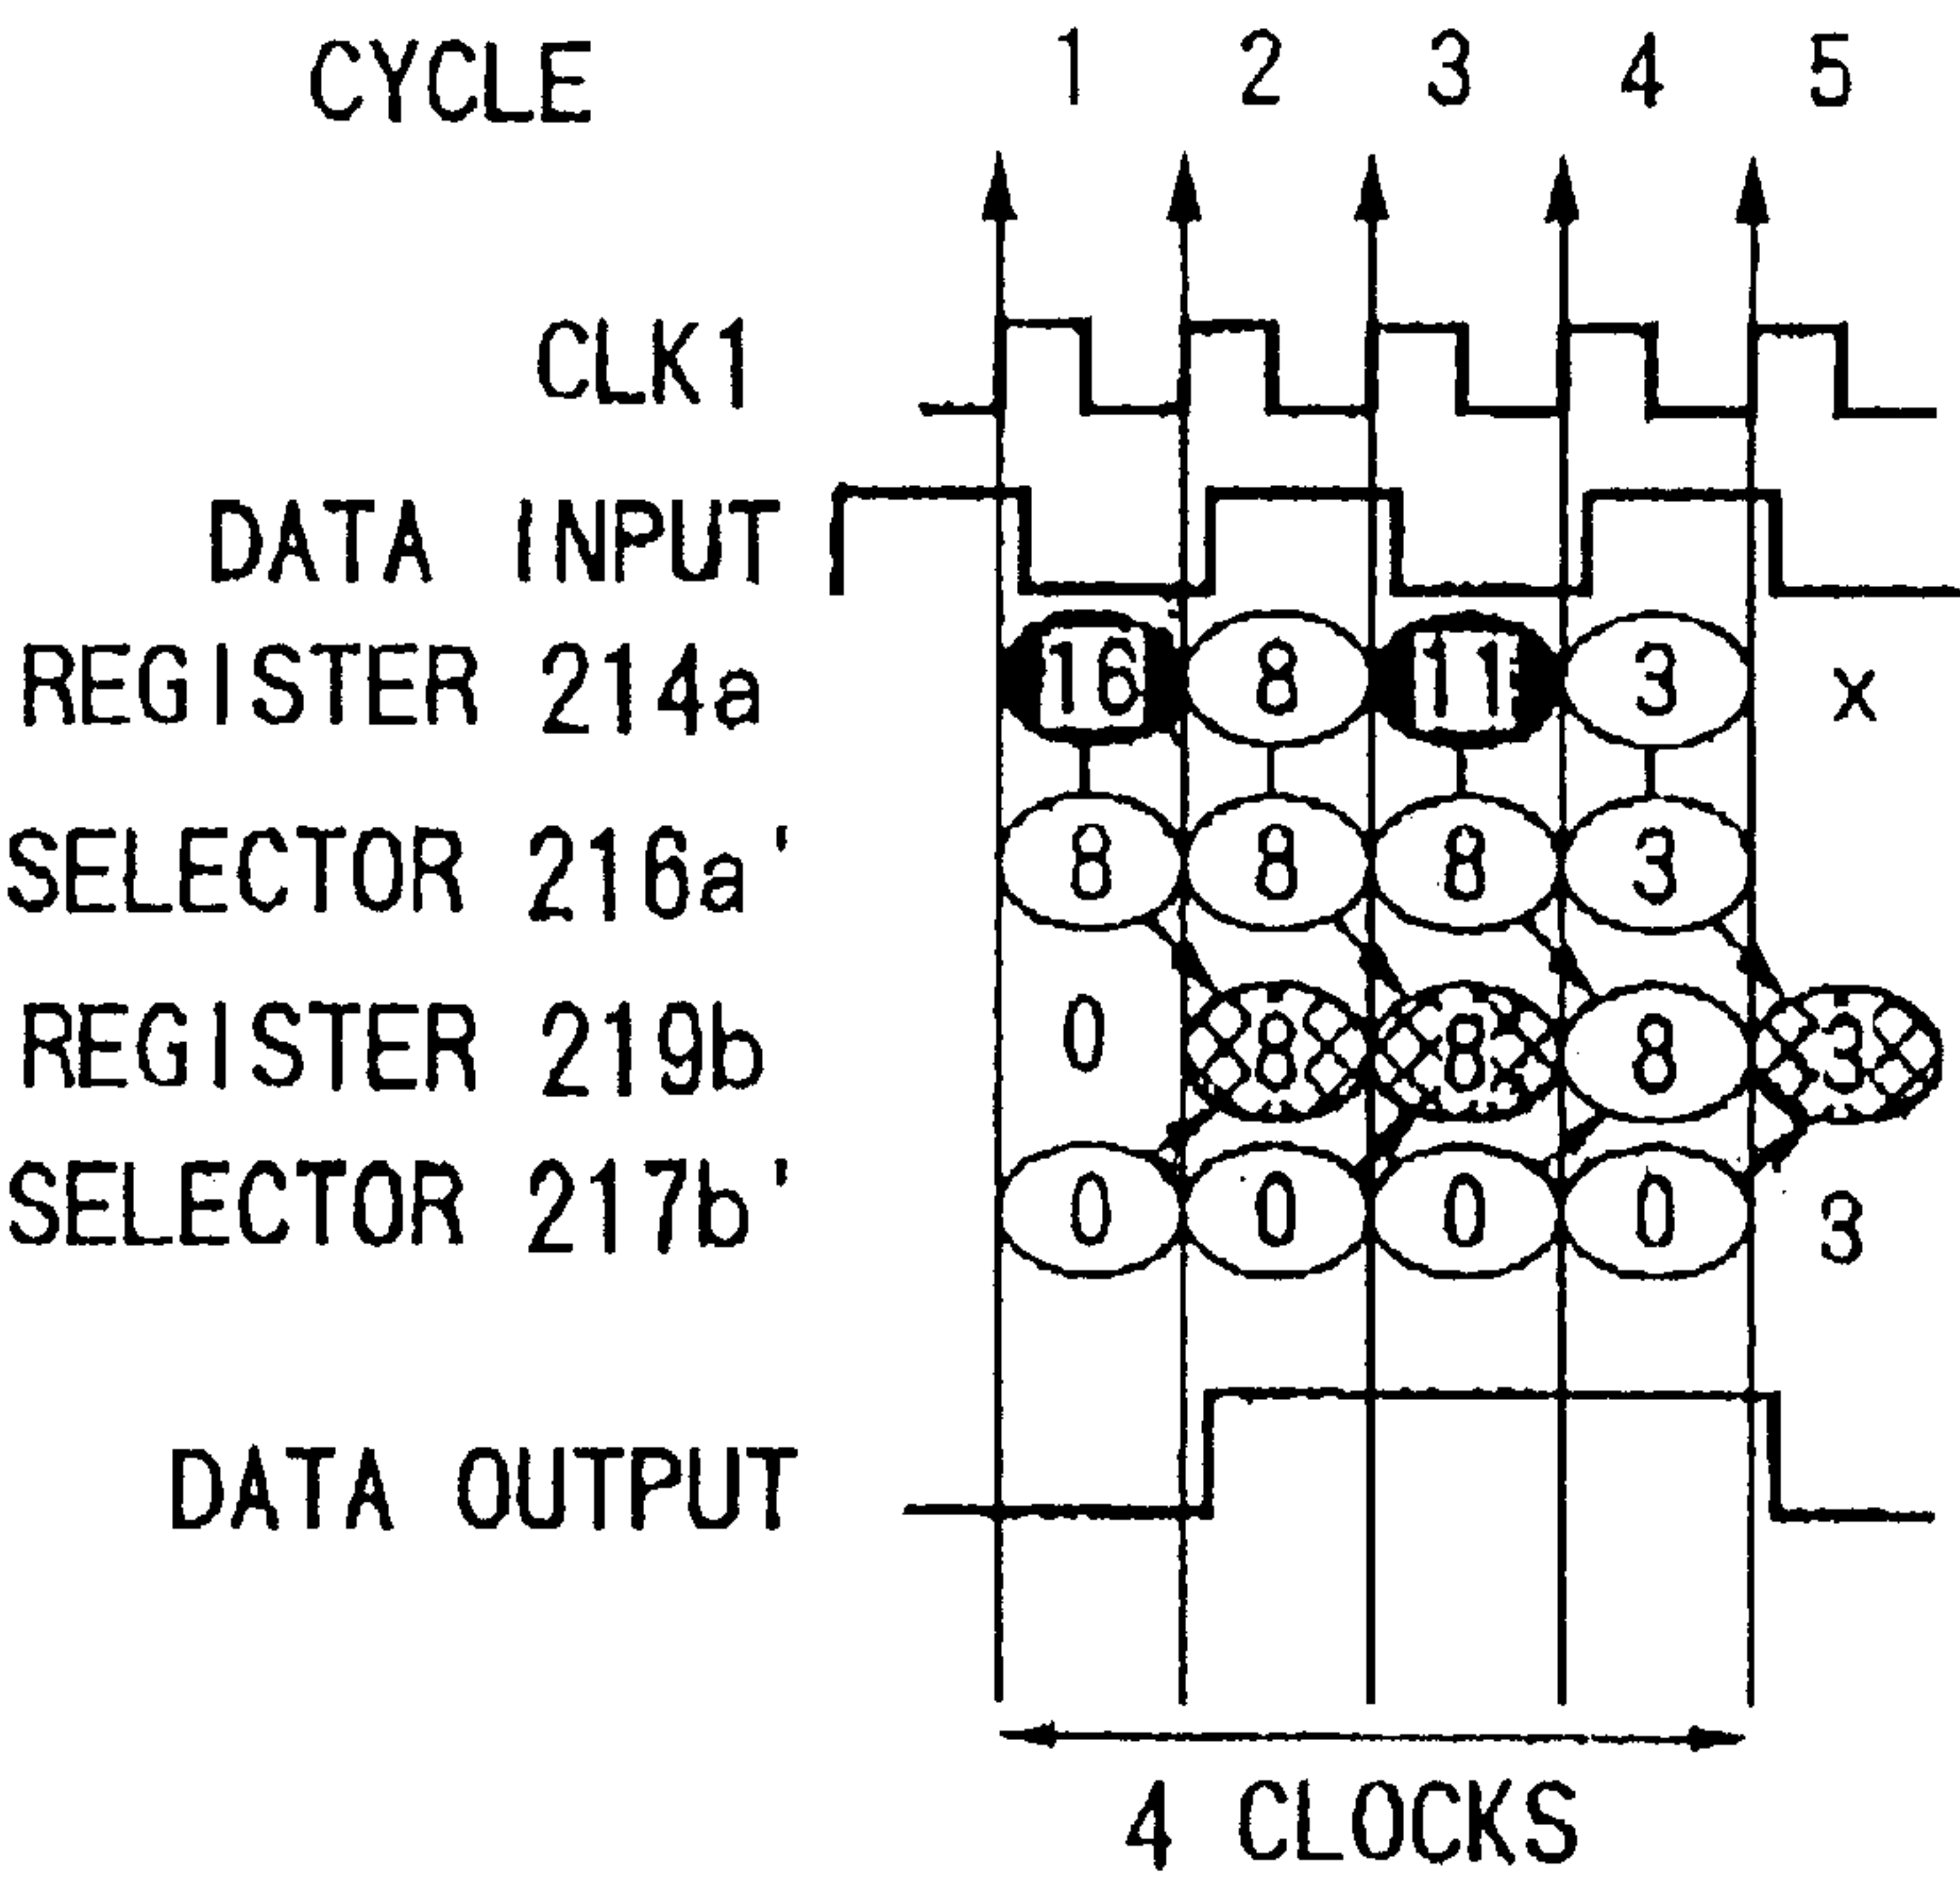 CYCLE 1 2 3 4 5
CLK1
DATA INPUT
REGISTER 214a 16 8 11 3 x
SELECTOR 216a' 8 8 8 3
REGISTER 219b 0 8 8 8 3
SELECTOR 217b' 0 0 0 0 3
DATA OUTPUT
4 CLOCKS